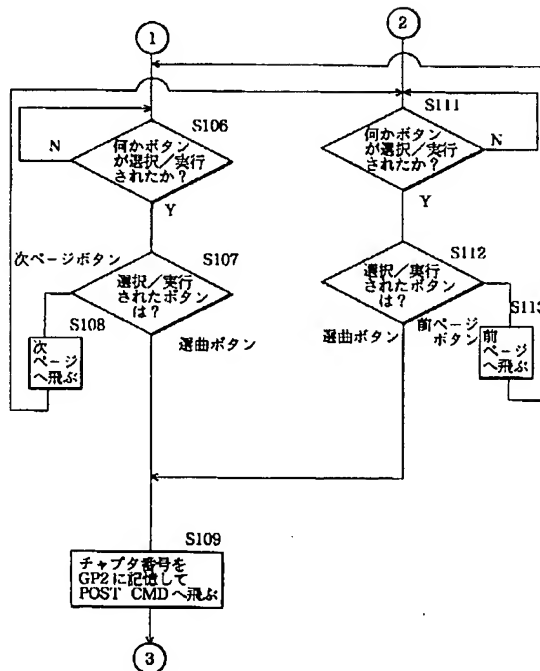 1
2
S106
何かボタン
が選択／実行
されたか？
N
Y
S111
何かボタン
が選択／実行
されたか？
N
Y
次ページボタン
S107
選択／実行
されたボタン
は？
S108
次
ページ
へ飛ぶ
選曲ボタン
S112
選択／実行
されたボタン
は？
選曲ボタン
前ページ
ボタン
S113
前
ページ
へ飛ぶ
S109
チャプタ番号を
GP2に記憶して
POST CMDへ飛ぶ
3